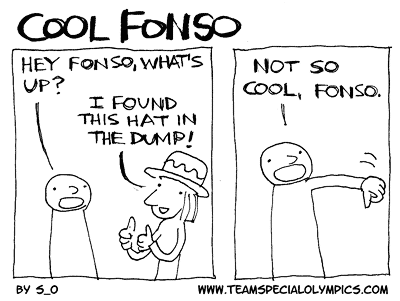 COOL FONSO
HEY FONSO, WHAT'S
UP?
I FOUND
THIS HAT IN
THE DUMP!
NOT SO
COOL, FONSO.
BY S_O
WWW.TEAMSPECIALOLYMPICS.COM